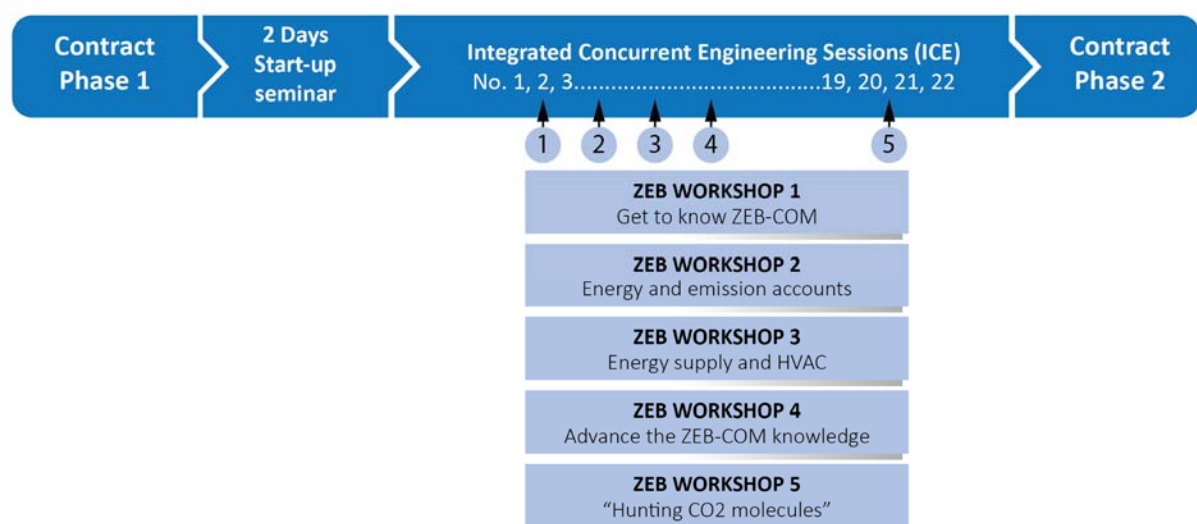 Contract
Phase 1
2 Days
Start-up
seminar
Integrated Concurrent Engineering Sessions (ICE)
No. 1, 2, 3............................................19, 20, 21, 22
Contract
Phase 2
1
2
3
4
5
ZEB WORKSHOP 1
Get to know ZEB-COM
ZEB WORKSHOP 2
Energy and emission accounts
ZEB WORKSHOP 3
Energy supply and HVAC
ZEB WORKSHOP 4
Advance the ZEB-COM knowledge
ZEB WORKSHOP 5
“Hunting CO2 molecules”